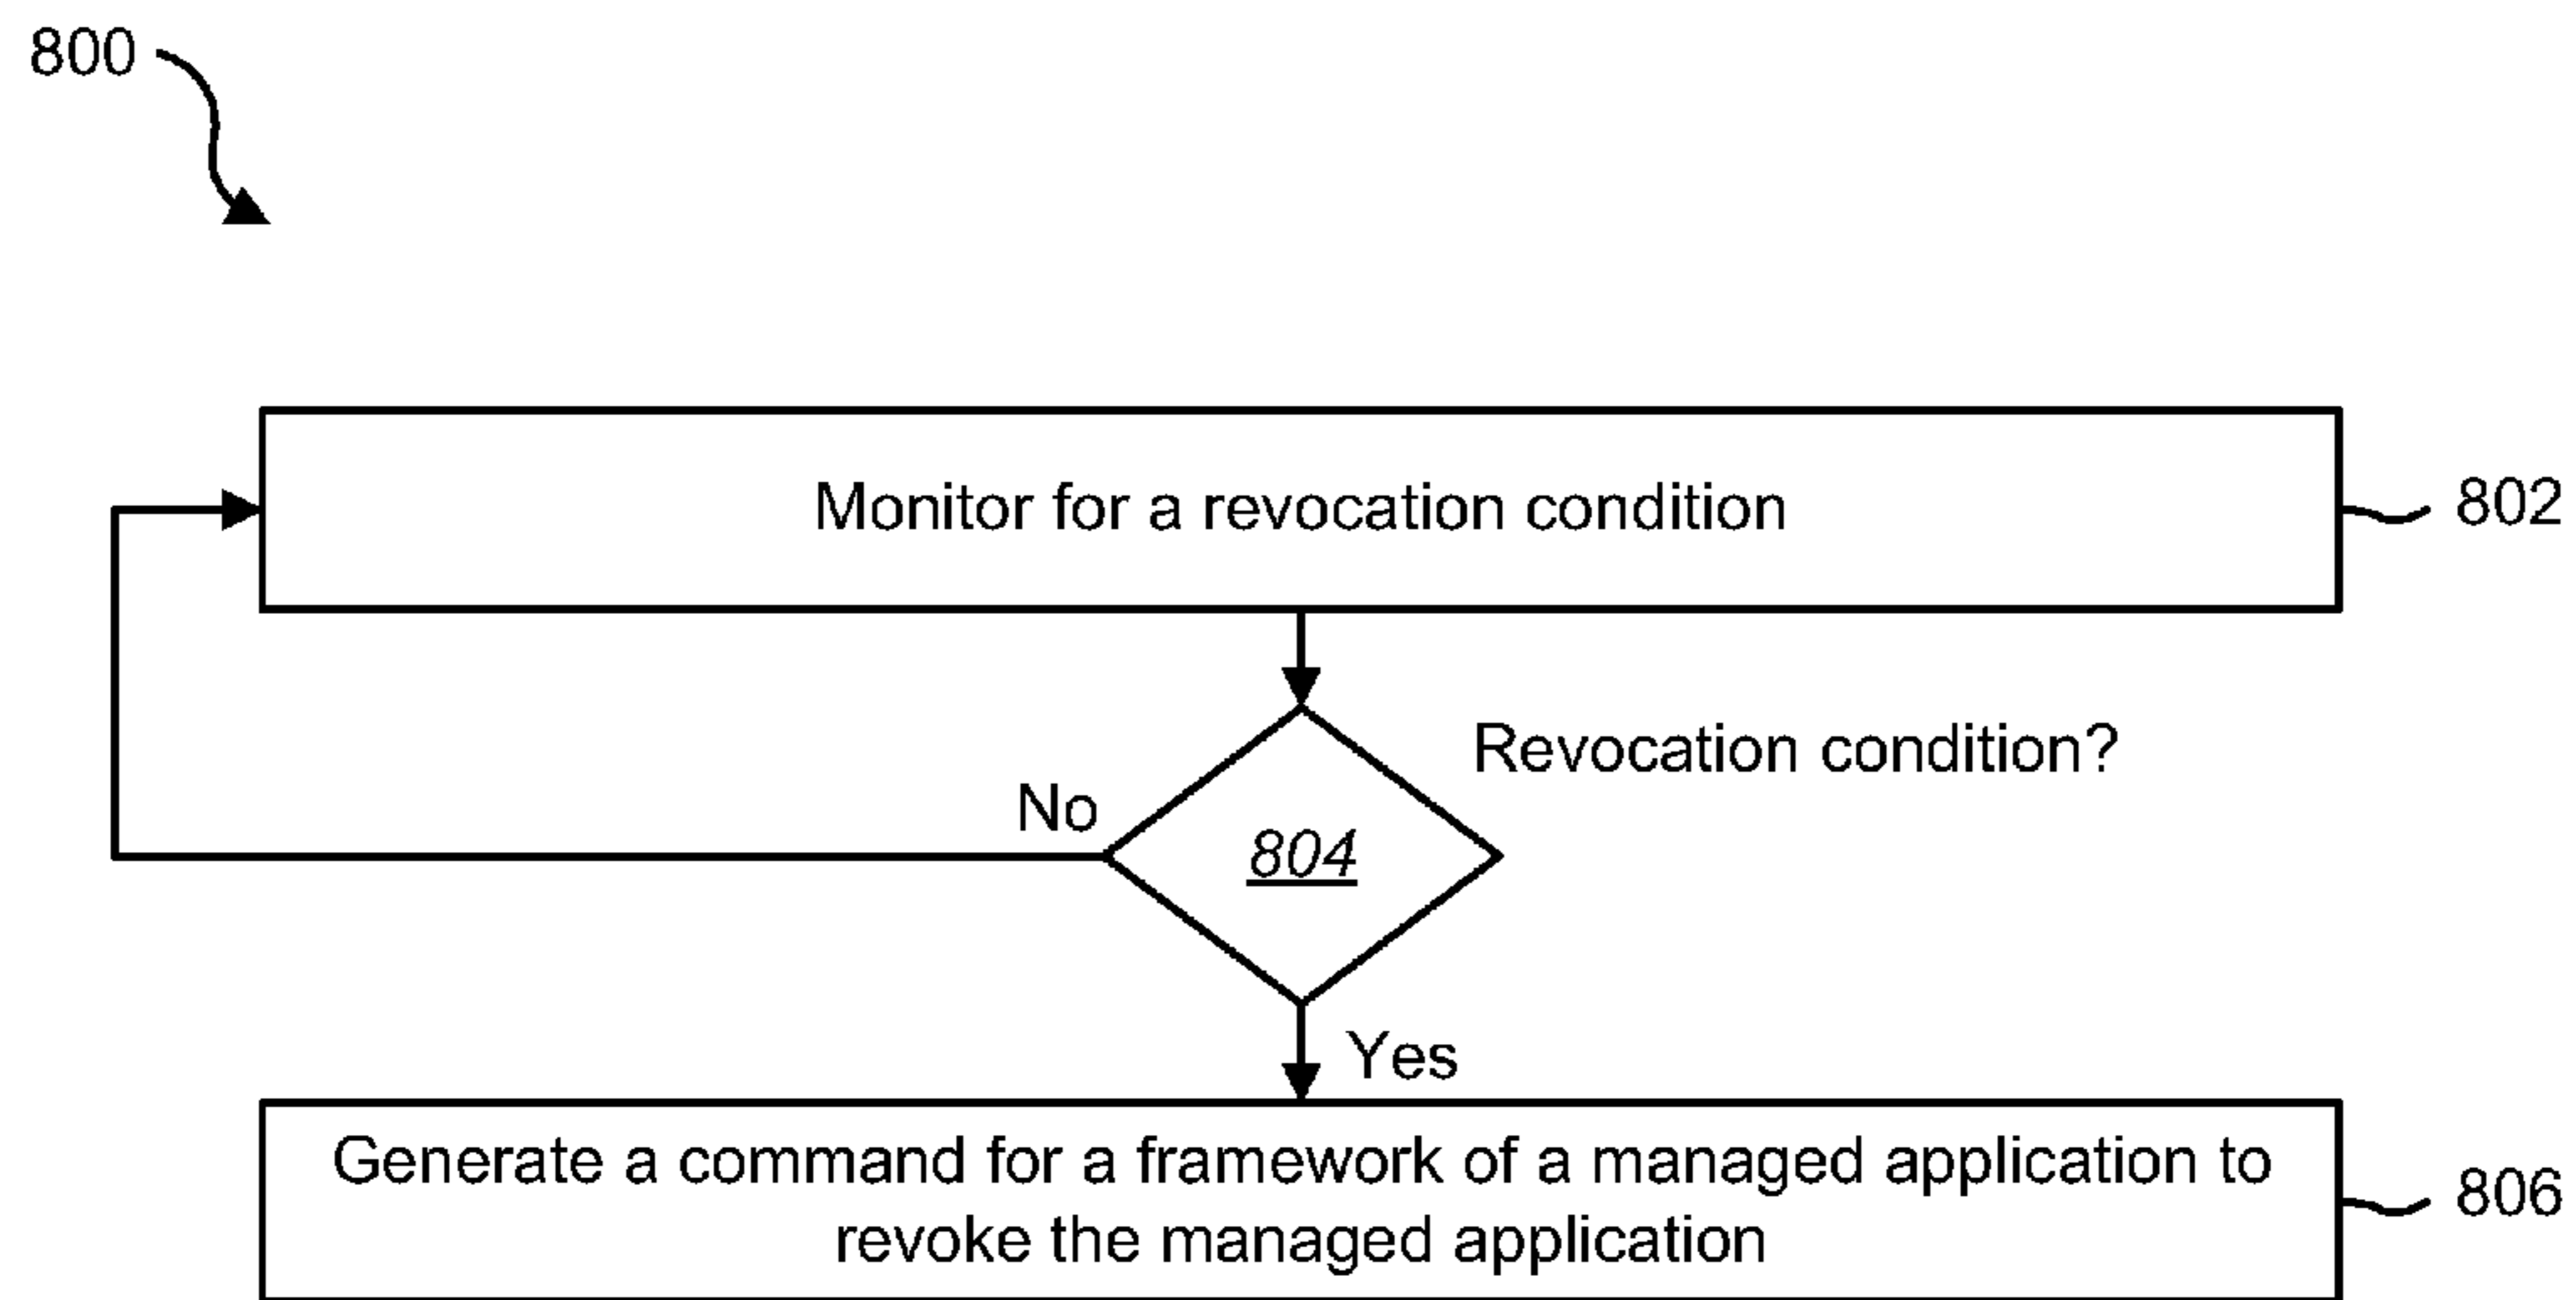 800
Monitor for a revocation condition
802
Revocation condition?
No
804
Yes
Generate a command for a framework of a managed application to
revoke the managed application
806